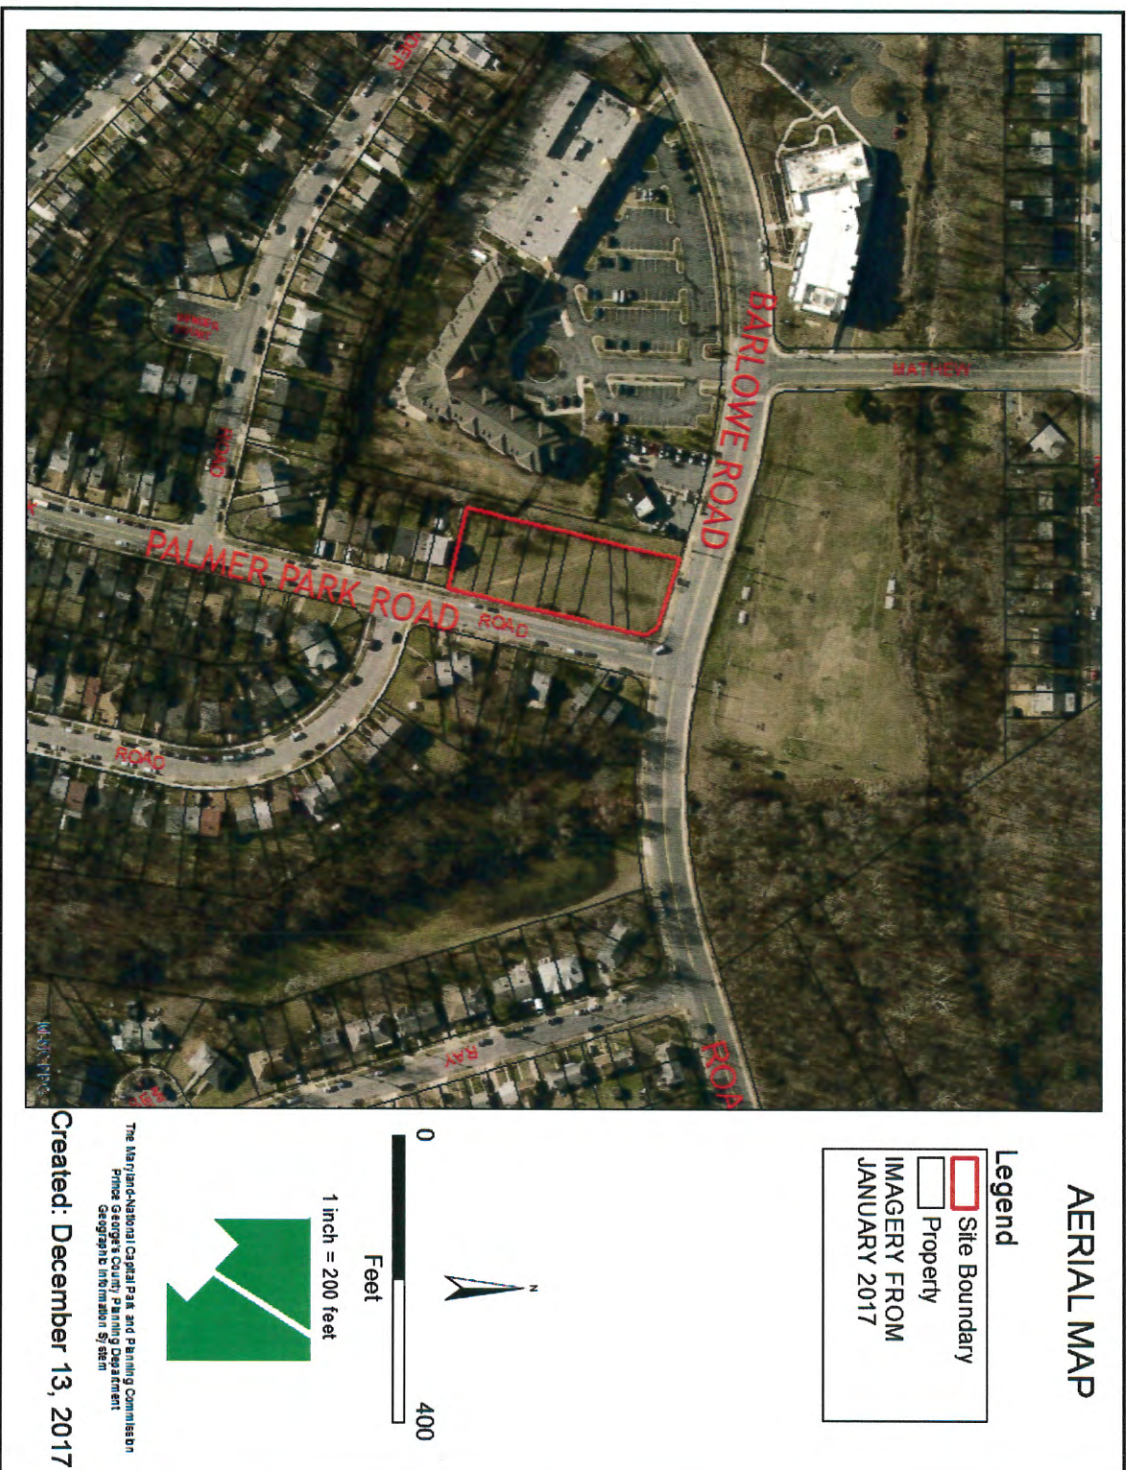 AERIAL MAP
Legend
Site Boundary
Property
IMAGERY FROM
JANUARY 2017
BARLOWE ROAD
MATHEW
PALMER PARK ROAD
ROAD
ROAD
RAY
N
0
400
Feet
1 inch = 200 feet
The Maryland-National Capital Park and Planning Commission
Prince George's County Planning Department
Geographic Information System
Created: December 13, 2017